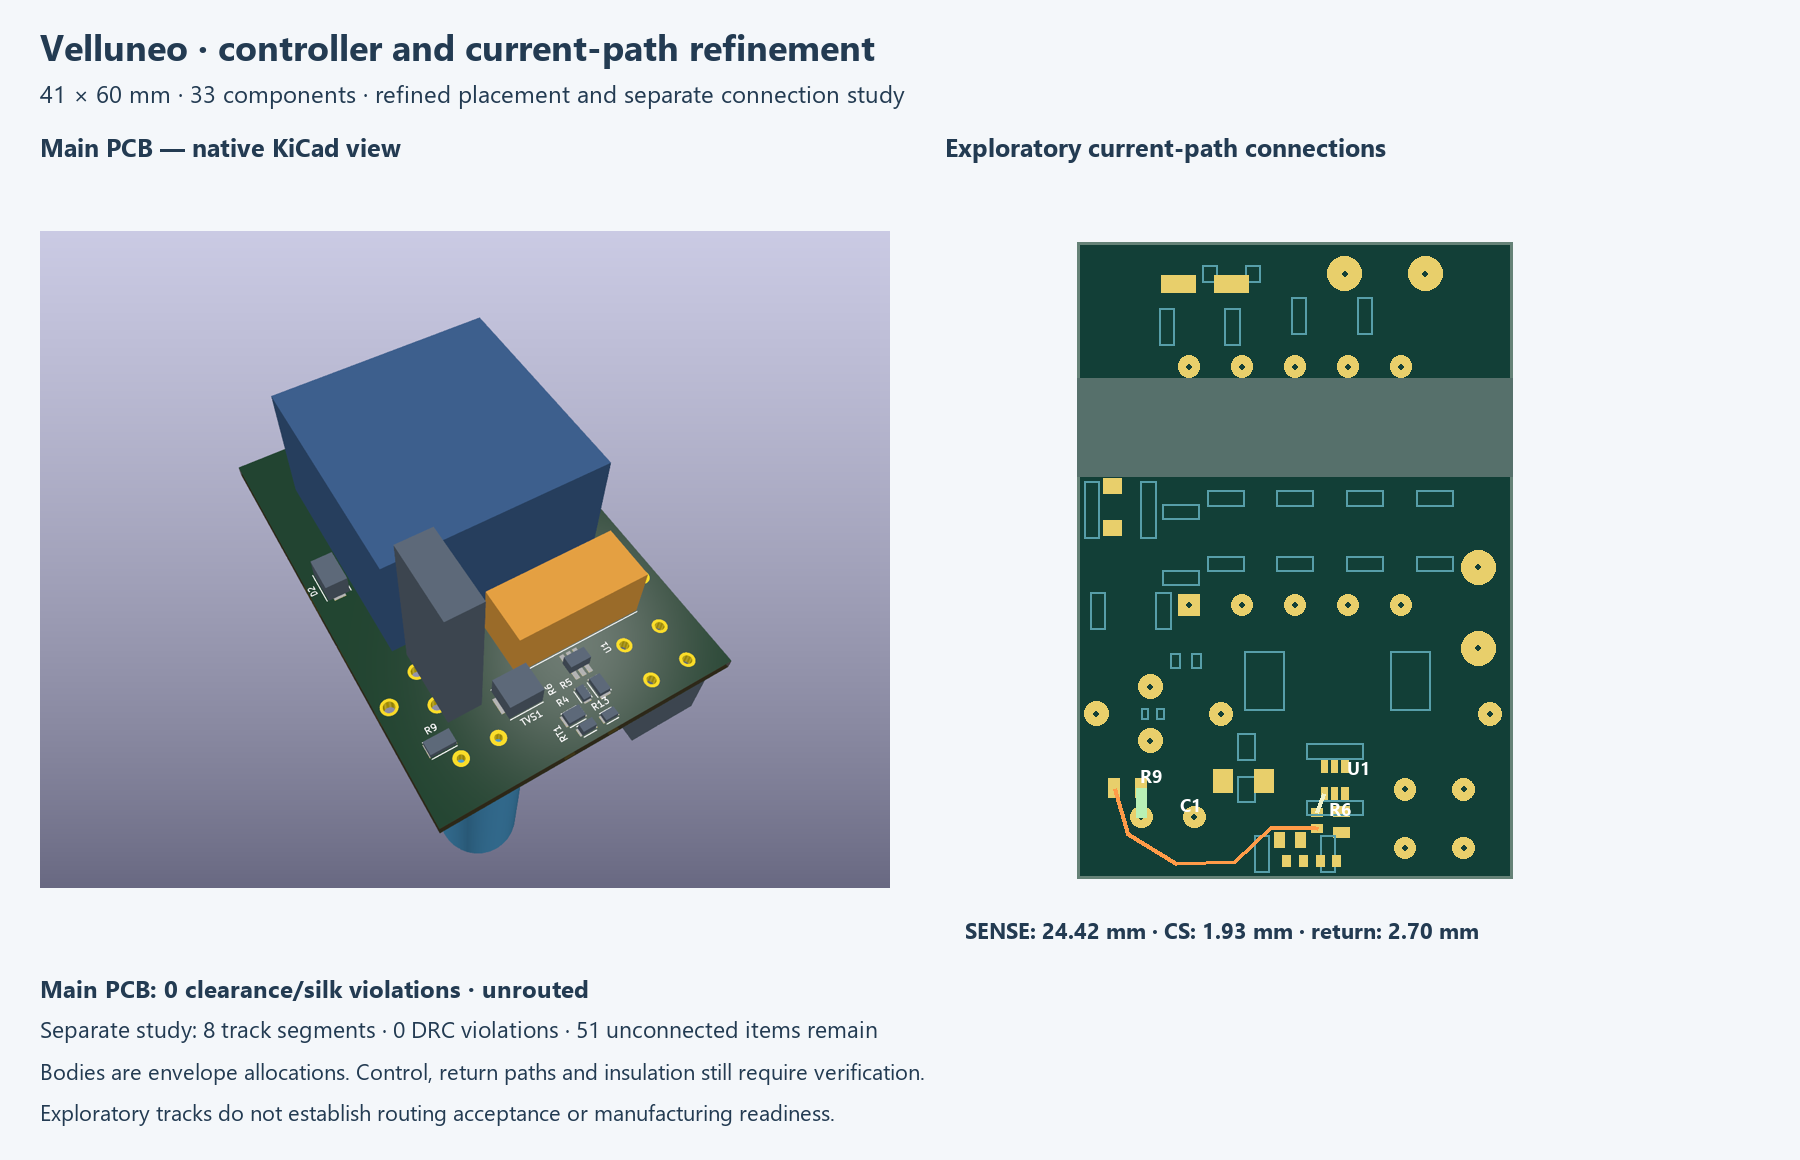 Velluneo · controller and current-path refinement
41 × 60 mm · 33 components · refined placement and separate connection study
Main PCB — native KiCad view
Exploratory current-path connections
D2
U1
R5
R6
R4
R13
TVS1
RT1
R9
R9
C1
U1
R6
SENSE: 24.42 mm · CS: 1.93 mm · return: 2.70 mm
Main PCB: 0 clearance/silk violations · unrouted
Separate study: 8 track segments · 0 DRC violations · 51 unconnected items remain
Bodies are envelope allocations. Control, return paths and insulation still require verification.
Exploratory tracks do not establish routing acceptance or manufacturing readiness.